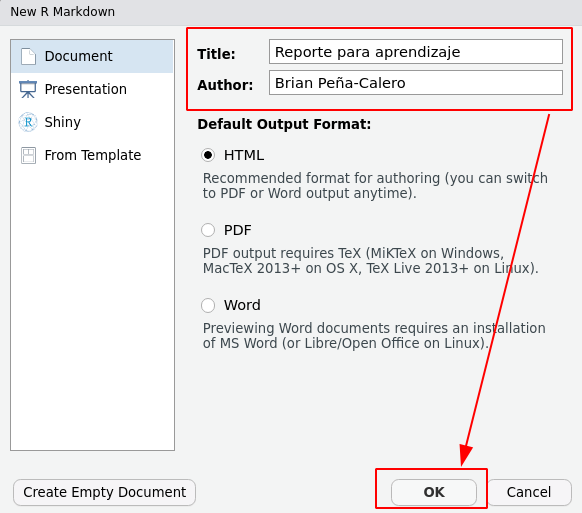 New R Markdown
Document
Presentation
Shiny
From Template
Title: Reporte para aprendizaje
Author: Brian Peña-Calero
Default Output Format:
HTML
Recommended format for authoring (you can switch
to PDF or Word output anytime).
PDF
PDF output requires TeX (MiKTeX on Windows,
MacTeX 2013+ on OS X, TeX Live 2013+ on Linux).
Word
Previewing Word documents requires an installation
of MS Word (or Libre/Open Office on Linux).
Create Empty Document
OK
Cancel